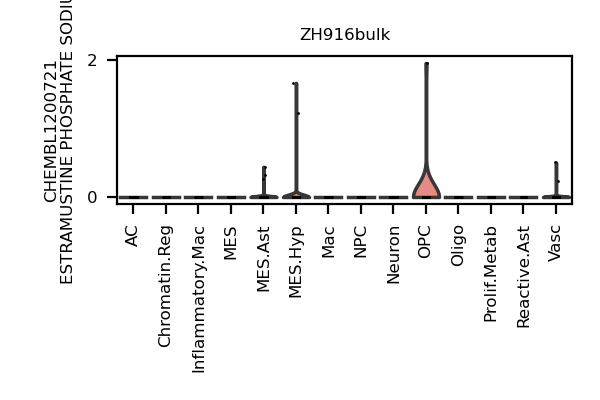 ZH916bulk
CHEMBL1200721
ESTRAMUSTINE PHOSPHATE
2
0
AC
Chromatin.Reg
Inflammatory.Mac
MES
MES.Ast
MES.Hyp
Mac
NPC
Neuron
OPC
Oligo
Prolif.Metab
Reactive.Ast
Vasc